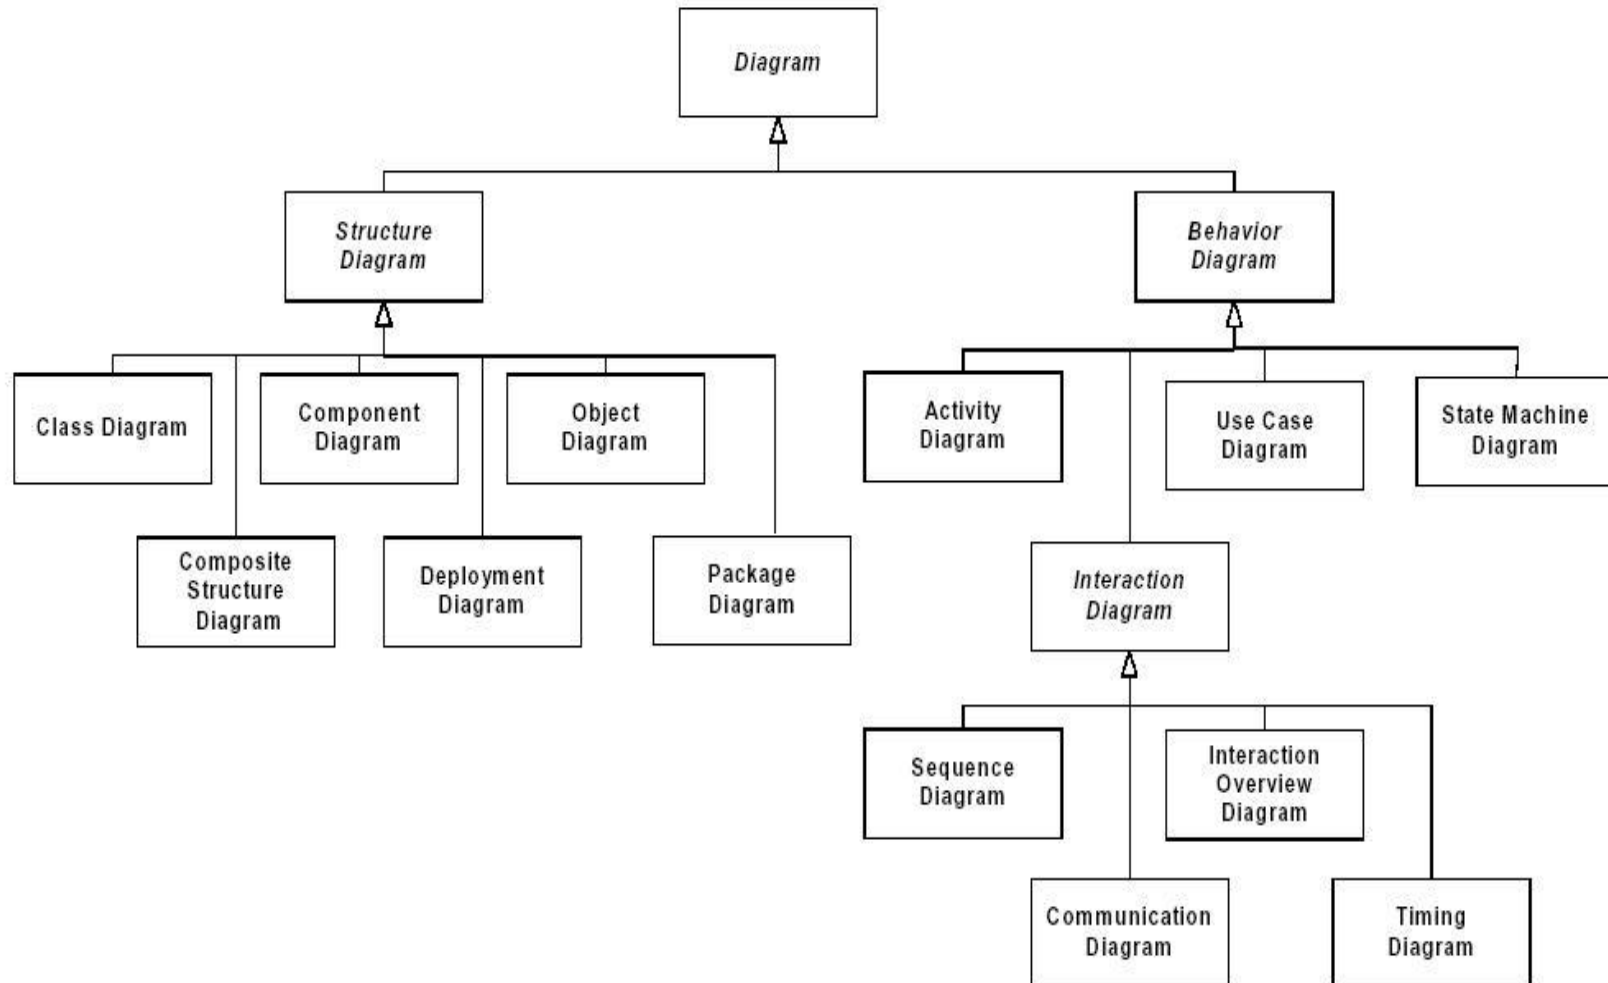 Diagram
Structure
Diagram
Behavior
Diagram
Class Diagram
Component
Diagram
Object
Diagram
Activity
Diagram
Use Case
Diagram
State Machine
Diagram
Composite
Structure
Diagram
Deployment
Diagram
Package
Diagram
Interaction
Diagram
Sequence
Diagram
Interaction
Overview
Diagram
Communication
Diagram
Timing
Diagram